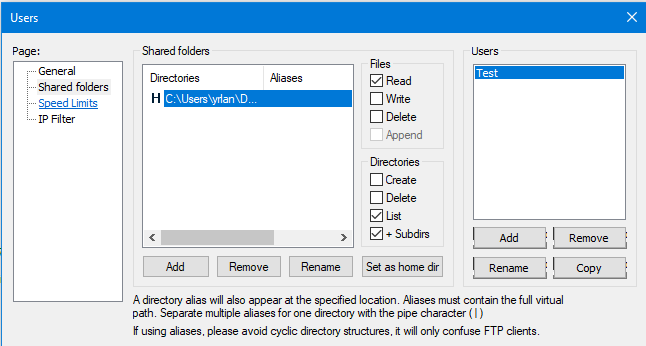 Users
Page:
General
Shared folders
Speed Limits
IP Filter
Shared folders
Directories Aliases
H C:\Users\yrlan\D...
Add Remove Rename Set as home dir
Files
Read
Write
Delete
Append
Directories
Create
Delete
List
+ Subdirs
Users
Test
Add Remove
Rename Copy
A directory alias will also appear at the specified location. Aliases must contain the full virtual
path. Separate multiple aliases for one directory with the pipe character ( | )
If using aliases, please avoid cyclic directory structures, it will only confuse FTP clients.